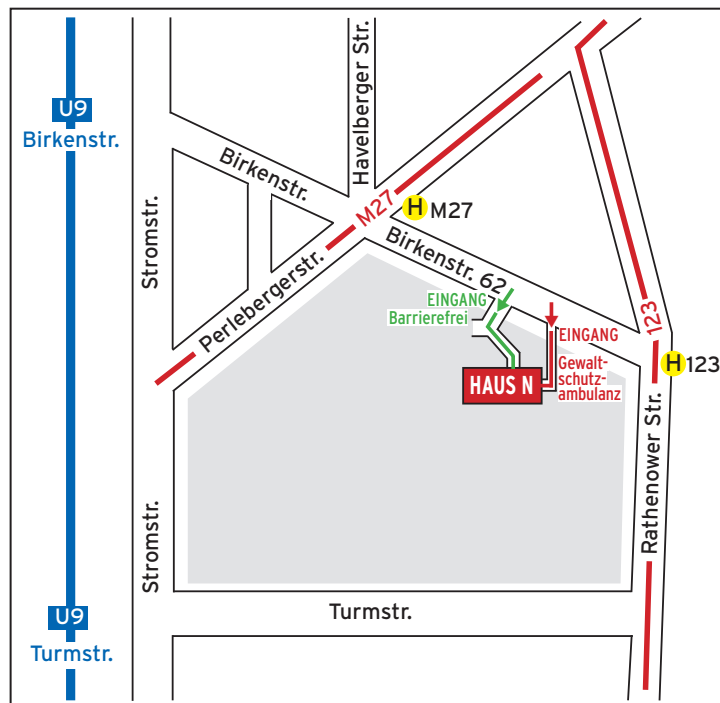 Havelberger Str.
U9
Birkenstr.
Birkenstr.
Stromstr.
M27
H M27
Birkenstr. 62
Perlebergerstr.
EINGANG
Barrierefrei
EINGANG
Gewalt-
schutz-
ambulanz
HAUS N
123
H 123
Rathenower Str.
Stromstr.
Turmstr.
U9
Turmstr.